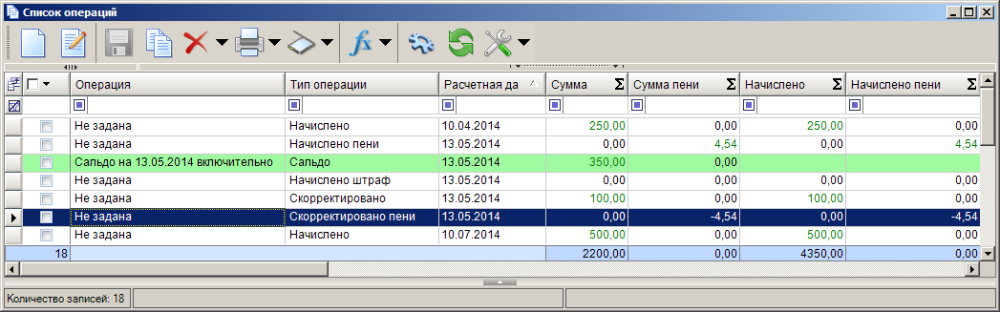 Список операций
Операция Тип операции Расчетная да Сумма Σ Сумма пени Σ Начислено Σ Начислено пени Σ
Не задана Начислено 10.04.2014 250,00 0,00 250,00 0,00
Не задана Начислено пени 13.05.2014 0,00 4,54 0,00 4,54
Сальдо на 13.05.2014 включительно Сальдо 13.05.2014 350,00 0,00
Не задана Начислено штраф 13.05.2014 0,00 0,00 0,00 0,00
Не задана Скорректировано 13.05.2014 100,00 0,00 100,00 0,00
Не задана Скорректировано пени 13.05.2014 0,00 -4,54 0,00 -4,54
Не задана Начислено 10.07.2014 500,00 0,00 500,00 0,00
18 2200,00 0,00 4350,00 0,00
Количество записей: 18